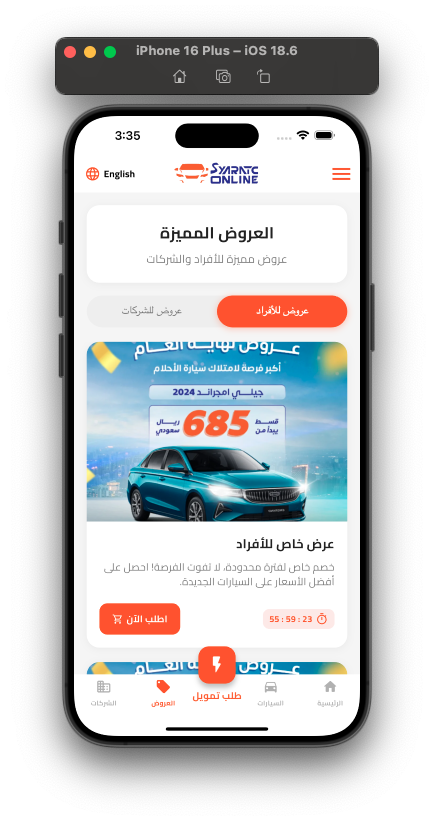 iPhone 16 Plus – iOS 18.6
3:35
English
SYARATC
ONLINE
العروض المميزة
عروض مميزة للأفراد والشركات
عروض للأفراد
عروض للشركات
عروض نهاية العام
أكبر فرصة لامتلاك سيارة الأحلام
جيلي امجراند 2024
قسط يبدأ من
685
ريال سعودي
عرض خاص للأفراد
خصم خاص لفترة محدودة، لا تفوت الفرصة! احصل على
أفضل الأسعار على السيارات الجديدة.
55 : 59 : 23
اطلب الآن
عروض نهاية العام
الرئيسية
السيارات
طلب تمويل
العروض
الشركات